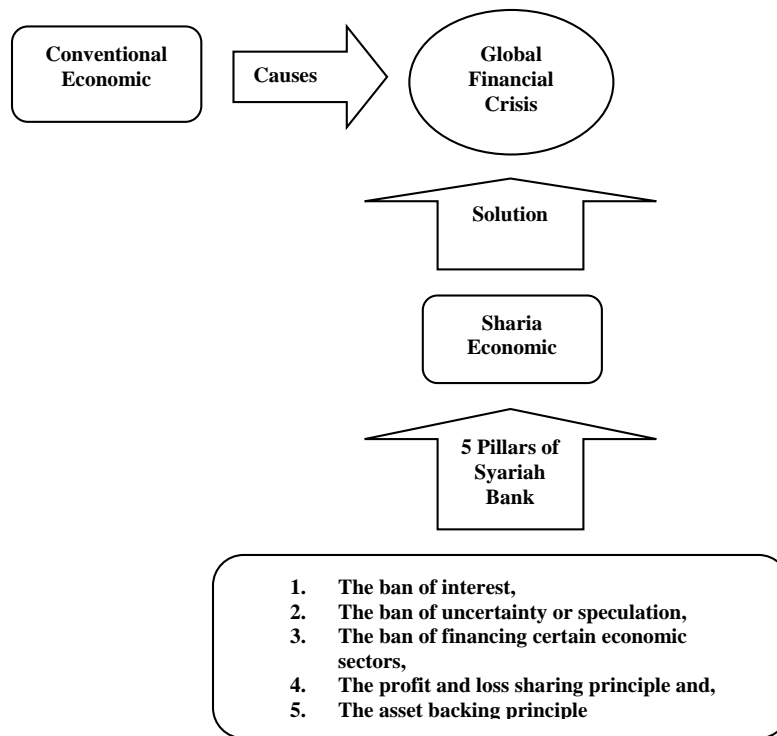 Conventional
Economic
Causes
Global
Financial
Crisis
Solution
Sharia
Economic
5 Pillars of
Syariah
Bank
1. The ban of interest,
2. The ban of uncertainty or speculation,
3. The ban of financing certain economic
sectors,
4. The profit and loss sharing principle and,
5. The asset backing principle